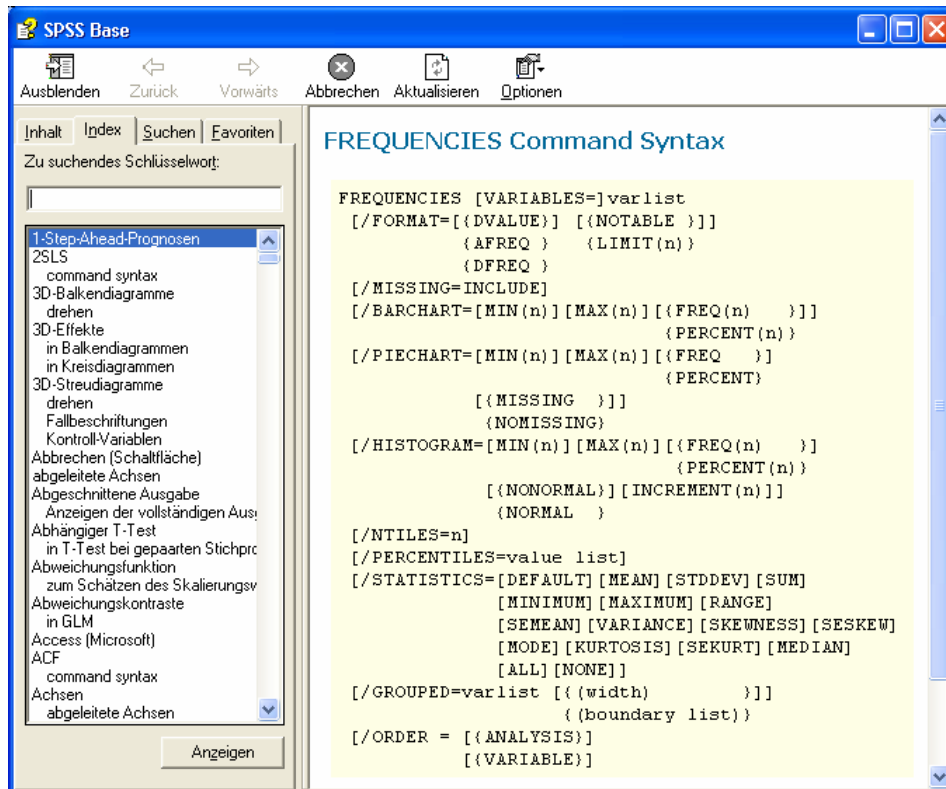 SPSS Base
Ausblenden Zurück Vorwärts Abbrechen Aktualisieren Optionen
Inhalt Index Suchen Favoriten
Zu suchendes Schlüsselwort:
1-Step-Ahead-Prognosen
2SLS
command syntax
3D-Balkendiagramme
drehen
3D-Effekte
in Balkendiagrammen
in Kreisdiagrammen
3D-Streudiagramme
drehen
Fallbeschriftungen
Kontroll-Variablen
Abbrechen (Schaltfläche)
abgeleitete Achsen
Abgeschnittene Ausgabe
Anzeigen der vollständigen Aus
Abhängiger T-Test
in T-Test bei gepaarten Stichpro
Abweichungsfunktion
zum Schätzen des Skalierungsv
Abweichungskontraste
in GLM
Access (Microsoft)
ACF
command syntax
Achsen
abgeleitete Achsen
Anzeigen
FREQUENCIES Command Syntax
FREQUENCIES [VARIABLES=]varlist
[/FORMAT=[{DVALUE}] [{NOTABLE }]]
{AFREQ } {LIMIT(n)}
{DFREQ }
[/MISSING=INCLUDE]
[/BARCHART=[MIN(n)][MAX(n)][{FREQ(n) }]]
{PERCENT(n)}
[/PIECHART=[MIN(n)][MAX(n)][{FREQ }]
{PERCENT}
[{MISSING }]]
{NOMISSING}
[/HISTOGRAM=[MIN(n)][MAX(n)][{FREQ(n) }]
{PERCENT(n)}
[{NONORMAL}][INCREMENT(n)]]
{NORMAL }
[/NTILES=n]
[/PERCENTILES=value list]
[/STATISTICS=[DEFAULT][MEAN][STDDEV][SUM]
[MINIMUM][MAXIMUM][RANGE]
[SEMEAN][VARIANCE][SKEWNESS][SESKEW]
[MODE][KURTOSIS][SEKURT][MEDIAN]
[ALL][NONE]]
[/GROUPED=varlist [{(width) }]]
{(boundary list)}
[/ORDER = [{ANALYSIS}]
[{VARIABLE}]